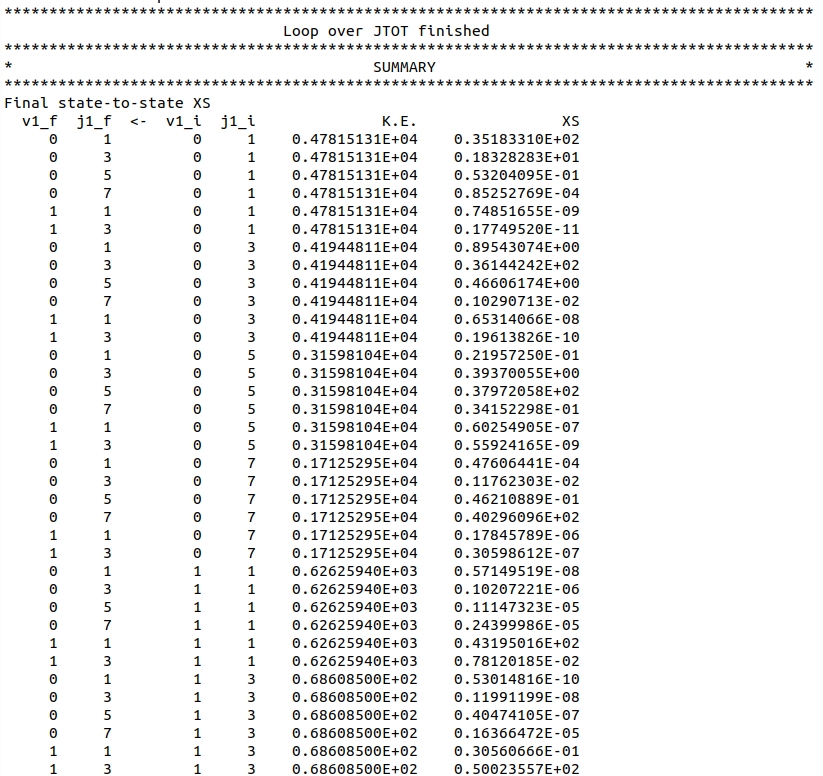 ******************************************************************************************
Loop over JTOT finished
******************************************************************************************
* SUMMARY *
******************************************************************************************
Final state-to-state XS
v1_f j1_f <- v1_i j1_i K.E. XS
0 1 0 1 0.47815131E+04 0.35183310E+02
0 3 0 1 0.47815131E+04 0.18328283E+01
0 5 0 1 0.47815131E+04 0.53204095E-01
0 7 0 1 0.47815131E+04 0.85252769E-04
1 1 0 1 0.47815131E+04 0.74851655E-09
1 3 0 1 0.47815131E+04 0.17749520E-11
0 1 0 3 0.41944811E+04 0.89543074E+00
0 3 0 3 0.41944811E+04 0.36144242E+02
0 5 0 3 0.41944811E+04 0.46606174E+00
0 7 0 3 0.41944811E+04 0.10290713E-02
1 1 0 3 0.41944811E+04 0.65314066E-08
1 3 0 3 0.41944811E+04 0.19613826E-10
0 1 0 5 0.31598104E+04 0.21957250E-01
0 3 0 5 0.31598104E+04 0.39370055E+00
0 5 0 5 0.31598104E+04 0.37972058E+02
0 7 0 5 0.31598104E+04 0.34152298E-01
1 1 0 5 0.31598104E+04 0.60254905E-07
1 3 0 5 0.31598104E+04 0.55924165E-09
0 1 0 7 0.17125295E+04 0.47606441E-04
0 3 0 7 0.17125295E+04 0.11762303E-02
0 5 0 7 0.17125295E+04 0.46210889E-01
0 7 0 7 0.17125295E+04 0.40296096E+02
1 1 0 7 0.17125295E+04 0.17845789E-06
1 3 0 7 0.17125295E+04 0.30598612E-07
0 1 1 1 0.62625940E+03 0.57149519E-08
0 3 1 1 0.62625940E+03 0.10207221E-06
0 5 1 1 0.62625940E+03 0.11147323E-05
0 7 1 1 0.62625940E+03 0.24399986E-05
1 1 1 1 0.62625940E+03 0.43195016E+02
1 3 1 1 0.62625940E+03 0.78120185E-02
0 1 1 3 0.68608500E+02 0.53014816E-10
0 3 1 3 0.68608500E+02 0.11991199E-08
0 5 1 3 0.68608500E+02 0.40474105E-07
0 7 1 3 0.68608500E+02 0.16366472E-05
1 1 1 3 0.68608500E+02 0.30560666E-01
1 3 1 3 0.68608500E+02 0.50023557E+02